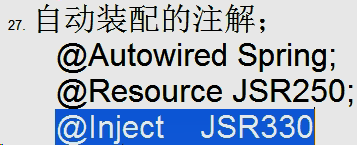 27. 自动装配的注解；
@Autowired Spring;
@Resource JSR250;
@Inject JSR330